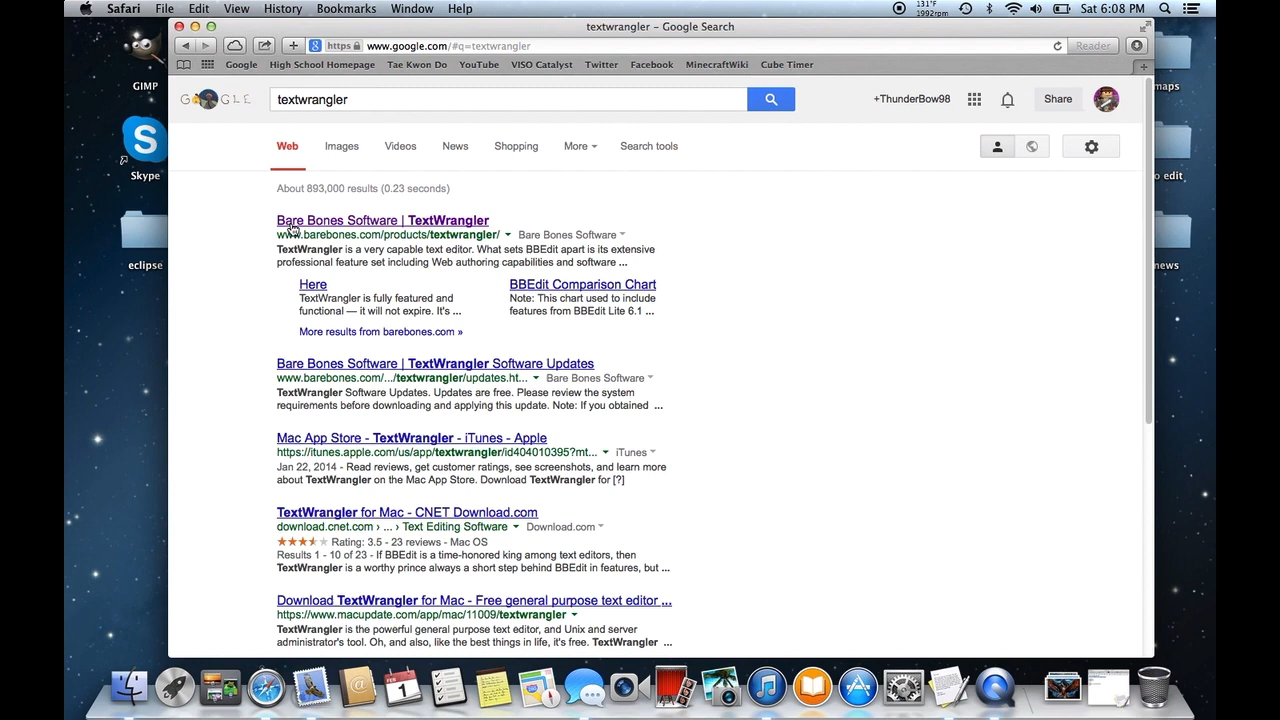 Safari File Edit View History Bookmarks Window Help
131°F
1992rpm
Sat 6:08 PM
textwrangler - Google Search
https www.google.com/#q=textwrangler Reader
Google High School Homepage Tae Kwon Do YouTube VISO Catalyst Twitter Facebook MinecraftWiki Cube Timer
textwrangler
+ThunderBow98 Share
Web Images Videos News Shopping More Search tools
About 893,000 results (0.23 seconds)
Bare Bones Software | TextWrangler
www.barebones.com/products/textwrangler/ Bare Bones Software
TextWrangler is a very capable text editor. What sets BBEdit apart is its extensive
professional feature set including Web authoring capabilities and software ...
Here
TextWrangler is fully featured and
functional — it will not expire. It's ...
BBEdit Comparison Chart
Note: This chart used to include
features from BBEdit Lite 6.1 ...
More results from barebones.com »
Bare Bones Software | TextWrangler Software Updates
www.barebones.com/.../textwrangler/updates.ht... Bare Bones Software
TextWrangler Software Updates. Updates are free. Please review the system
requirements before downloading and applying this update. Note: If you obtained ...
Mac App Store - TextWrangler - iTunes - Apple
https://itunes.apple.com/us/app/textwrangler/id404010395?mt... iTunes
Jan 22, 2014 - Read reviews, get customer ratings, see screenshots, and learn more
about TextWrangler on the Mac App Store. Download TextWrangler for [?]
TextWrangler for Mac - CNET Download.com
download.cnet.com › ... › Text Editing Software Download.com
Rating: 3.5 - 23 reviews - Mac OS
Results 1 - 10 of 23 - If BBEdit is a time-honored king among text editors, then
TextWrangler is a worthy prince always a short step behind BBEdit in features, but ...
Download TextWrangler for Mac - Free general purpose text editor ...
https://www.macupdate.com/app/mac/11009/textwrangler
TextWrangler is the powerful general purpose text editor, and Unix and server
administrator's tool. Oh, and also, like the best things in life, it's free. TextWrangler ...
GIMP
Skype
eclipse
maps
o edit
news
FEB
1